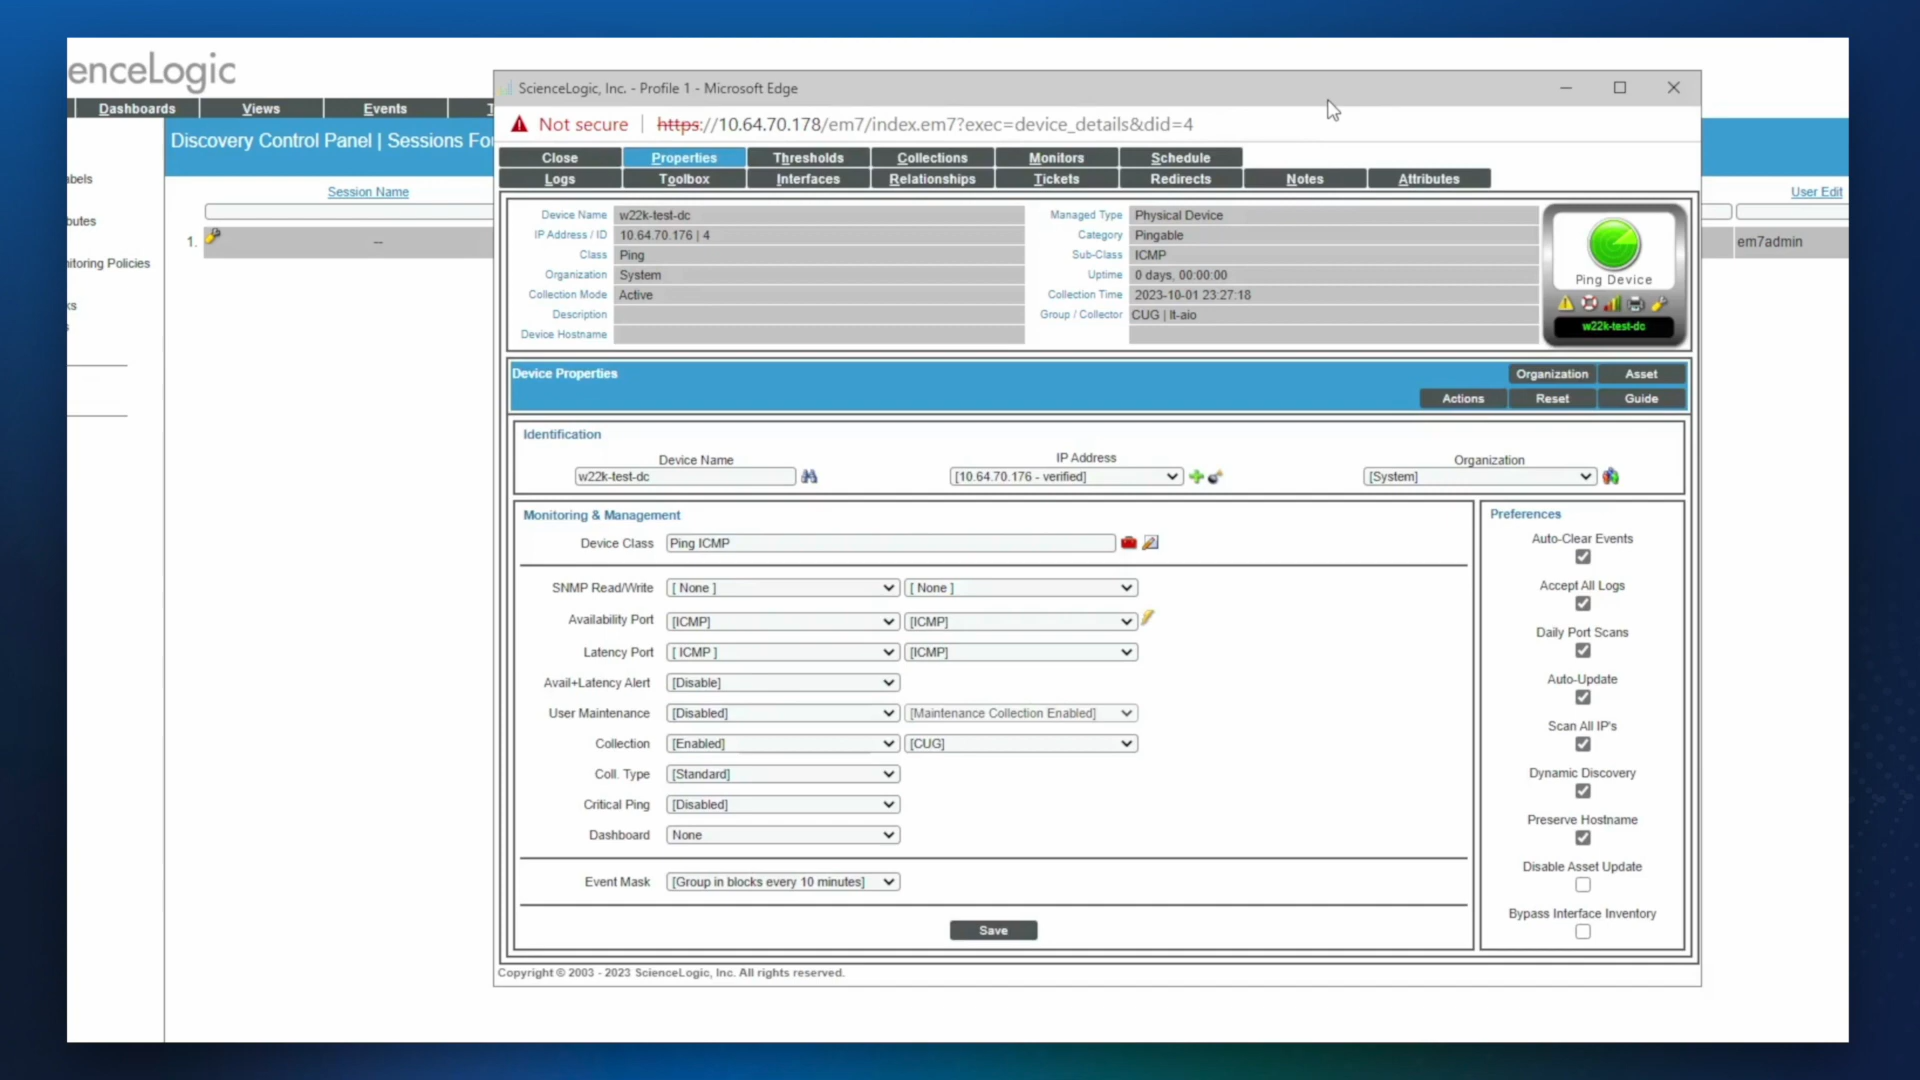 enceLogic
Dashboards
Views
Events
Discovery Control Panel | Sessions Fo
Session Name
1.
--
abels
butes
nitoring Policies
ks
s
User Edit
em7admin
ScienceLogic, Inc. - Profile 1 - Microsoft Edge
Not secure
https://10.64.70.178/em7/index.em7?exec=device_details&did=4
Close Properties Thresholds Collections Monitors Schedule
Logs Toolbox Interfaces Relationships Tickets Redirects Notes Attributes
Device Name w22k-test-dc
IP Address / ID 10.64.70.176 | 4
Class Ping
Organization System
Collection Mode Active
Description
Device Hostname
Managed Type Physical Device
Category Pingable
Sub-Class ICMP
Uptime 0 days, 00:00:00
Collection Time 2023-10-01 23:27:18
Group / Collector CUG | lt-aio
Ping Device
w22k-test-dc
Device Properties
Organization Asset
Actions Reset Guide
Identification
Device Name
w22k-test-dc
IP Address
[10.64.70.176 - verified]
Organization
[System]
Monitoring & Management
Device Class Ping ICMP
SNMP Read/Write [ None ] [ None ]
Availability Port [ICMP] [ICMP]
Latency Port [ ICMP ] [ICMP]
Avail+Latency Alert [Disable]
User Maintenance [Disabled] [Maintenance Collection Enabled]
Collection [Enabled] [CUG]
Coll. Type [Standard]
Critical Ping [Disabled]
Dashboard None
Event Mask [Group in blocks every 10 minutes]
Save
Preferences
Auto-Clear Events
Accept All Logs
Daily Port Scans
Auto-Update
Scan All IP's
Dynamic Discovery
Preserve Hostname
Disable Asset Update
Bypass Interface Inventory
Copyright © 2003 - 2023 ScienceLogic, Inc. All rights reserved.